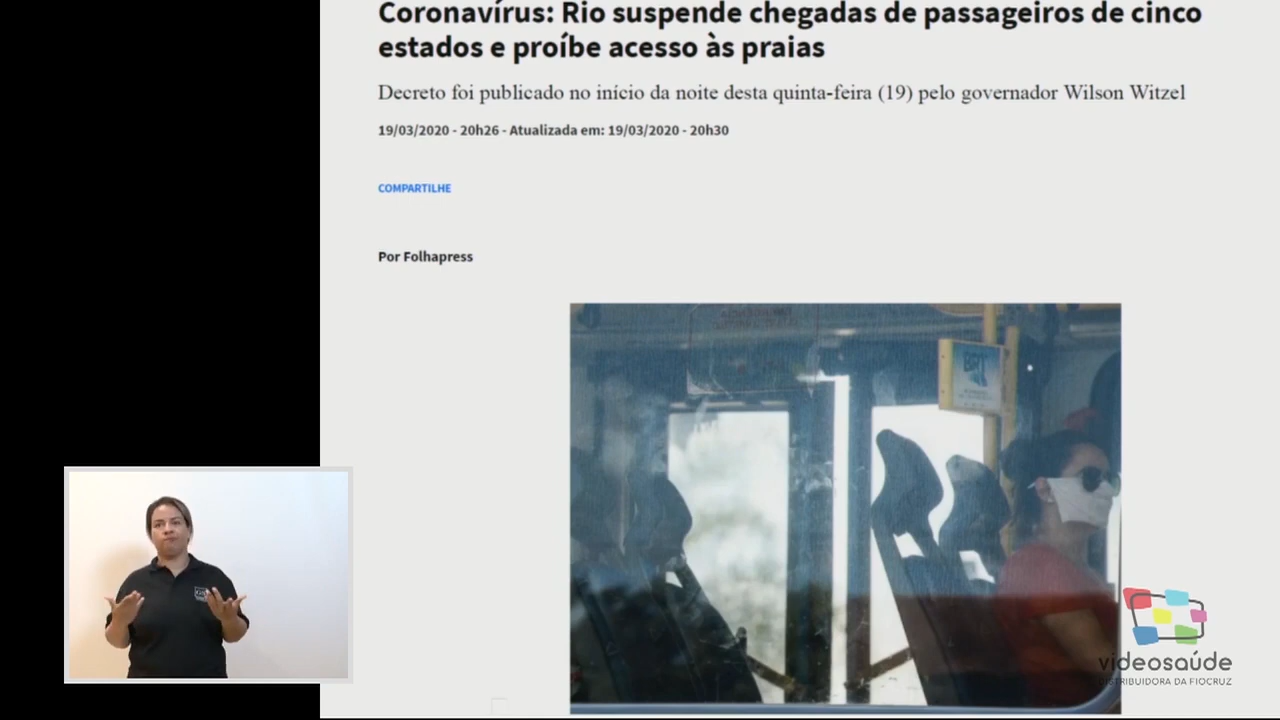 Coronavírus: Rio suspende chegadas de passageiros de cinco
estados e proíbe acesso às praias
Decreto foi publicado no início da noite desta quinta-feira (19) pelo governador Wilson Witzel
19/03/2020 - 20h26 - Atualizada em: 19/03/2020 - 20h30
COMPARTILHE
Por Folhapress
BRT
videosaúde
DISTRIBUIDORA DA FIOCRUZ